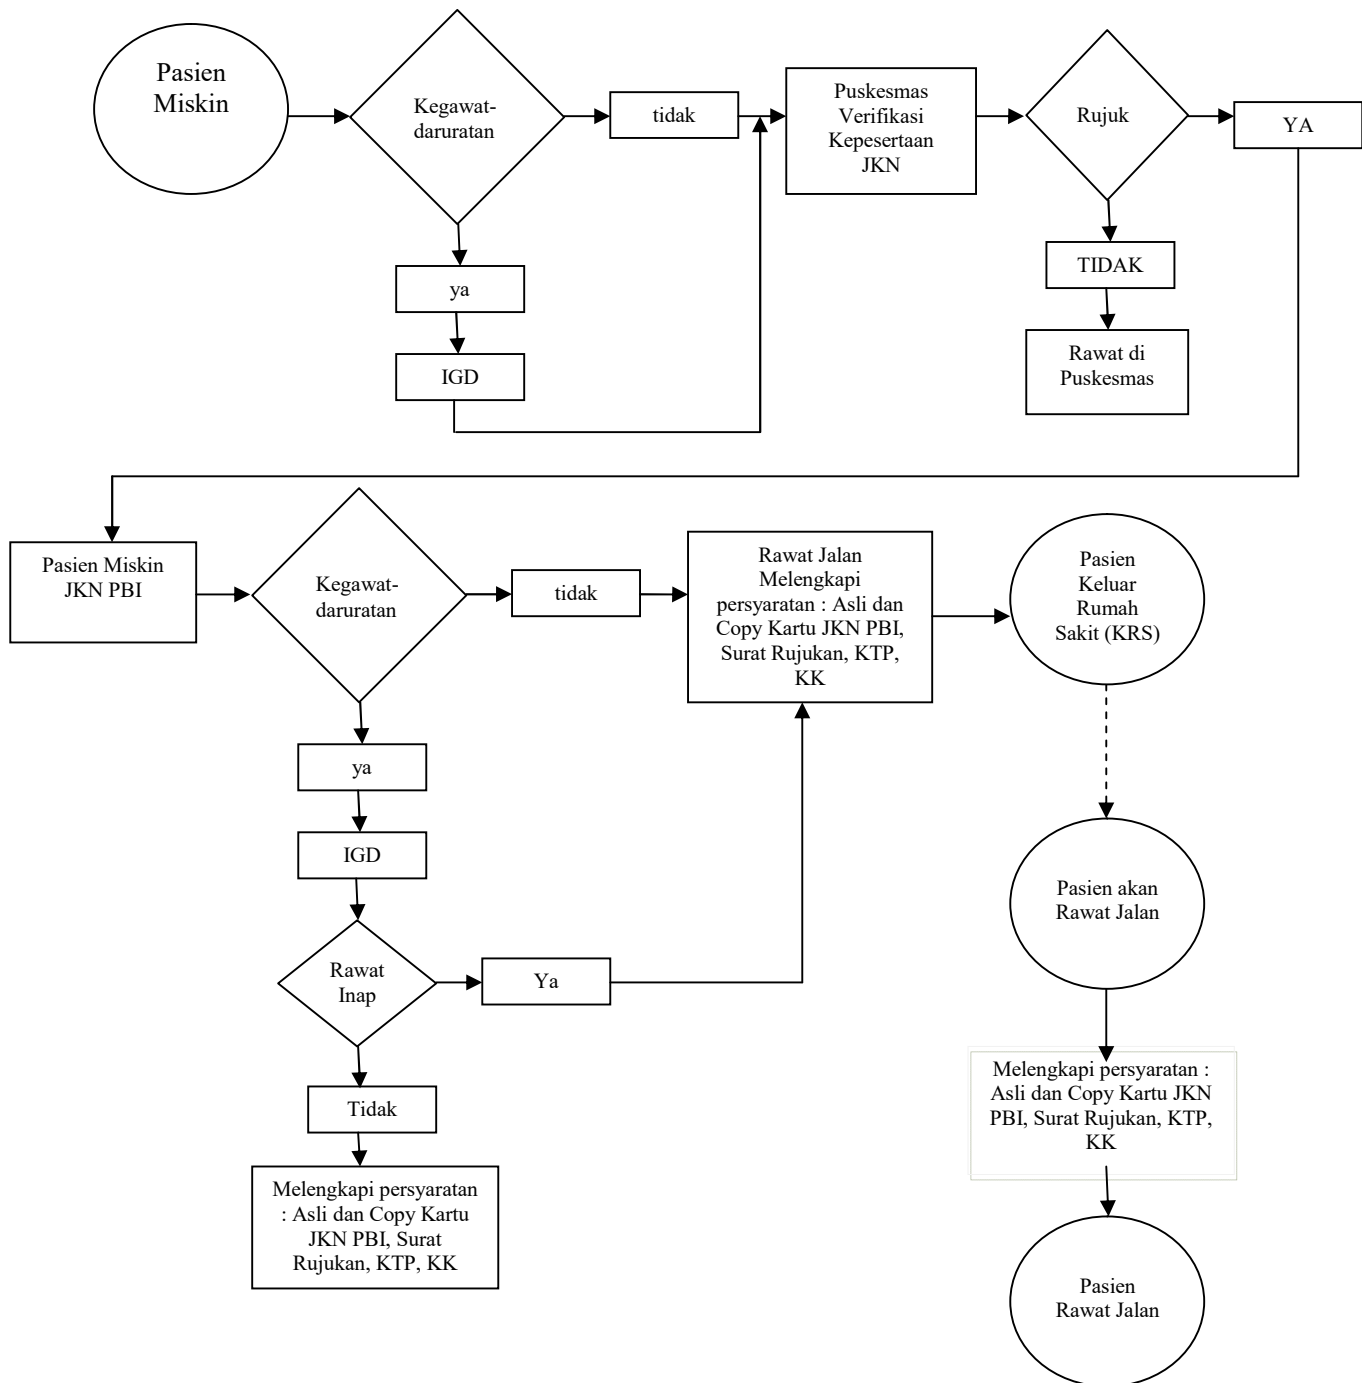 Pasien
Miskin
Kegawat-
daruratan
tidak
Puskesmas
Verifikasi
Kepesertaan
JKN
Rujuk
YA
ya
IGD
TIDAK
Rawat di
Puskesmas
Pasien Miskin
JKN PBI
Kegawat-
daruratan
tidak
Rawat Jalan
Melengkapi
persyaratan : Asli dan
Copy Kartu JKN PBI,
Surat Rujukan, KTP,
KK
Pasien
Keluar
Rumah
Sakit (KRS)
ya
IGD
Rawat
Inap
Ya
Tidak
Melengkapi persyaratan
: Asli dan Copy Kartu
JKN PBI, Surat
Rujukan, KTP, KK
Pasien akan
Rawat Jalan
Melengkapi persyaratan :
Asli dan Copy Kartu JKN
PBI, Surat Rujukan, KTP,
KK
Pasien
Rawat Jalan